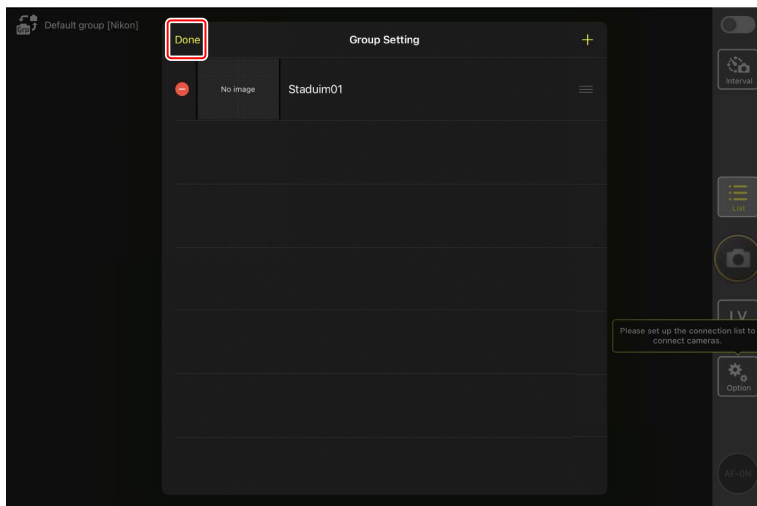 Grp
Default group [Nikon]
Done
Group Setting
+
No image
Staduim01
Interval
List
LV
Please set up the connection list to
connect cameras.
Option
AF-ON